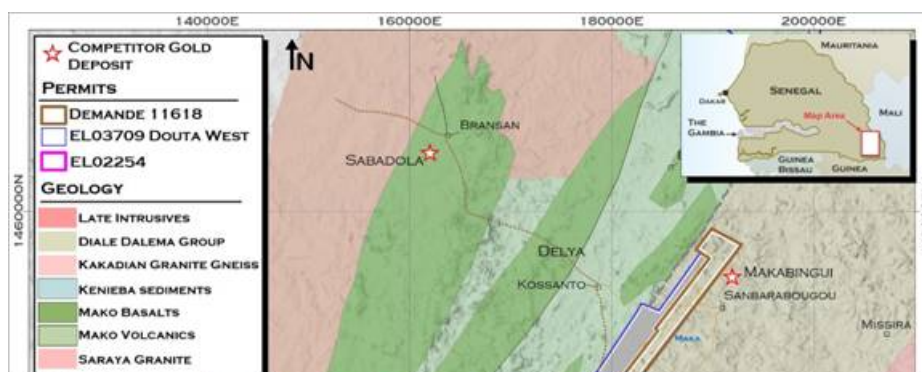 140000E 160000E 180000E 200000E
1460000N
COMPETITOR GOLD
DEPOSIT
PERMITS
DEMANDE 11618
EL03709 DOUTA WEST
EL02254
GEOLOGY
LATE INTRUSIVES
DIALE DALEMA GROUP
KAKADIAN GRANITE GNEISS
KENIEBA SEDIMENTS
MAKO BASALTS
MAKO VOLCANICS
SARAYA GRANITE
N
BRANSAN
SABADOLA
DELYA
KOSSANTO
MAKABINGUI
SANBARABOUGOU
MISSIRA
MAKA
MAURITANIA
SENEGAL
DAKAR
MALI
THE
GAMBIA
Map Area
GUINEA
BISSAU
GUINEA